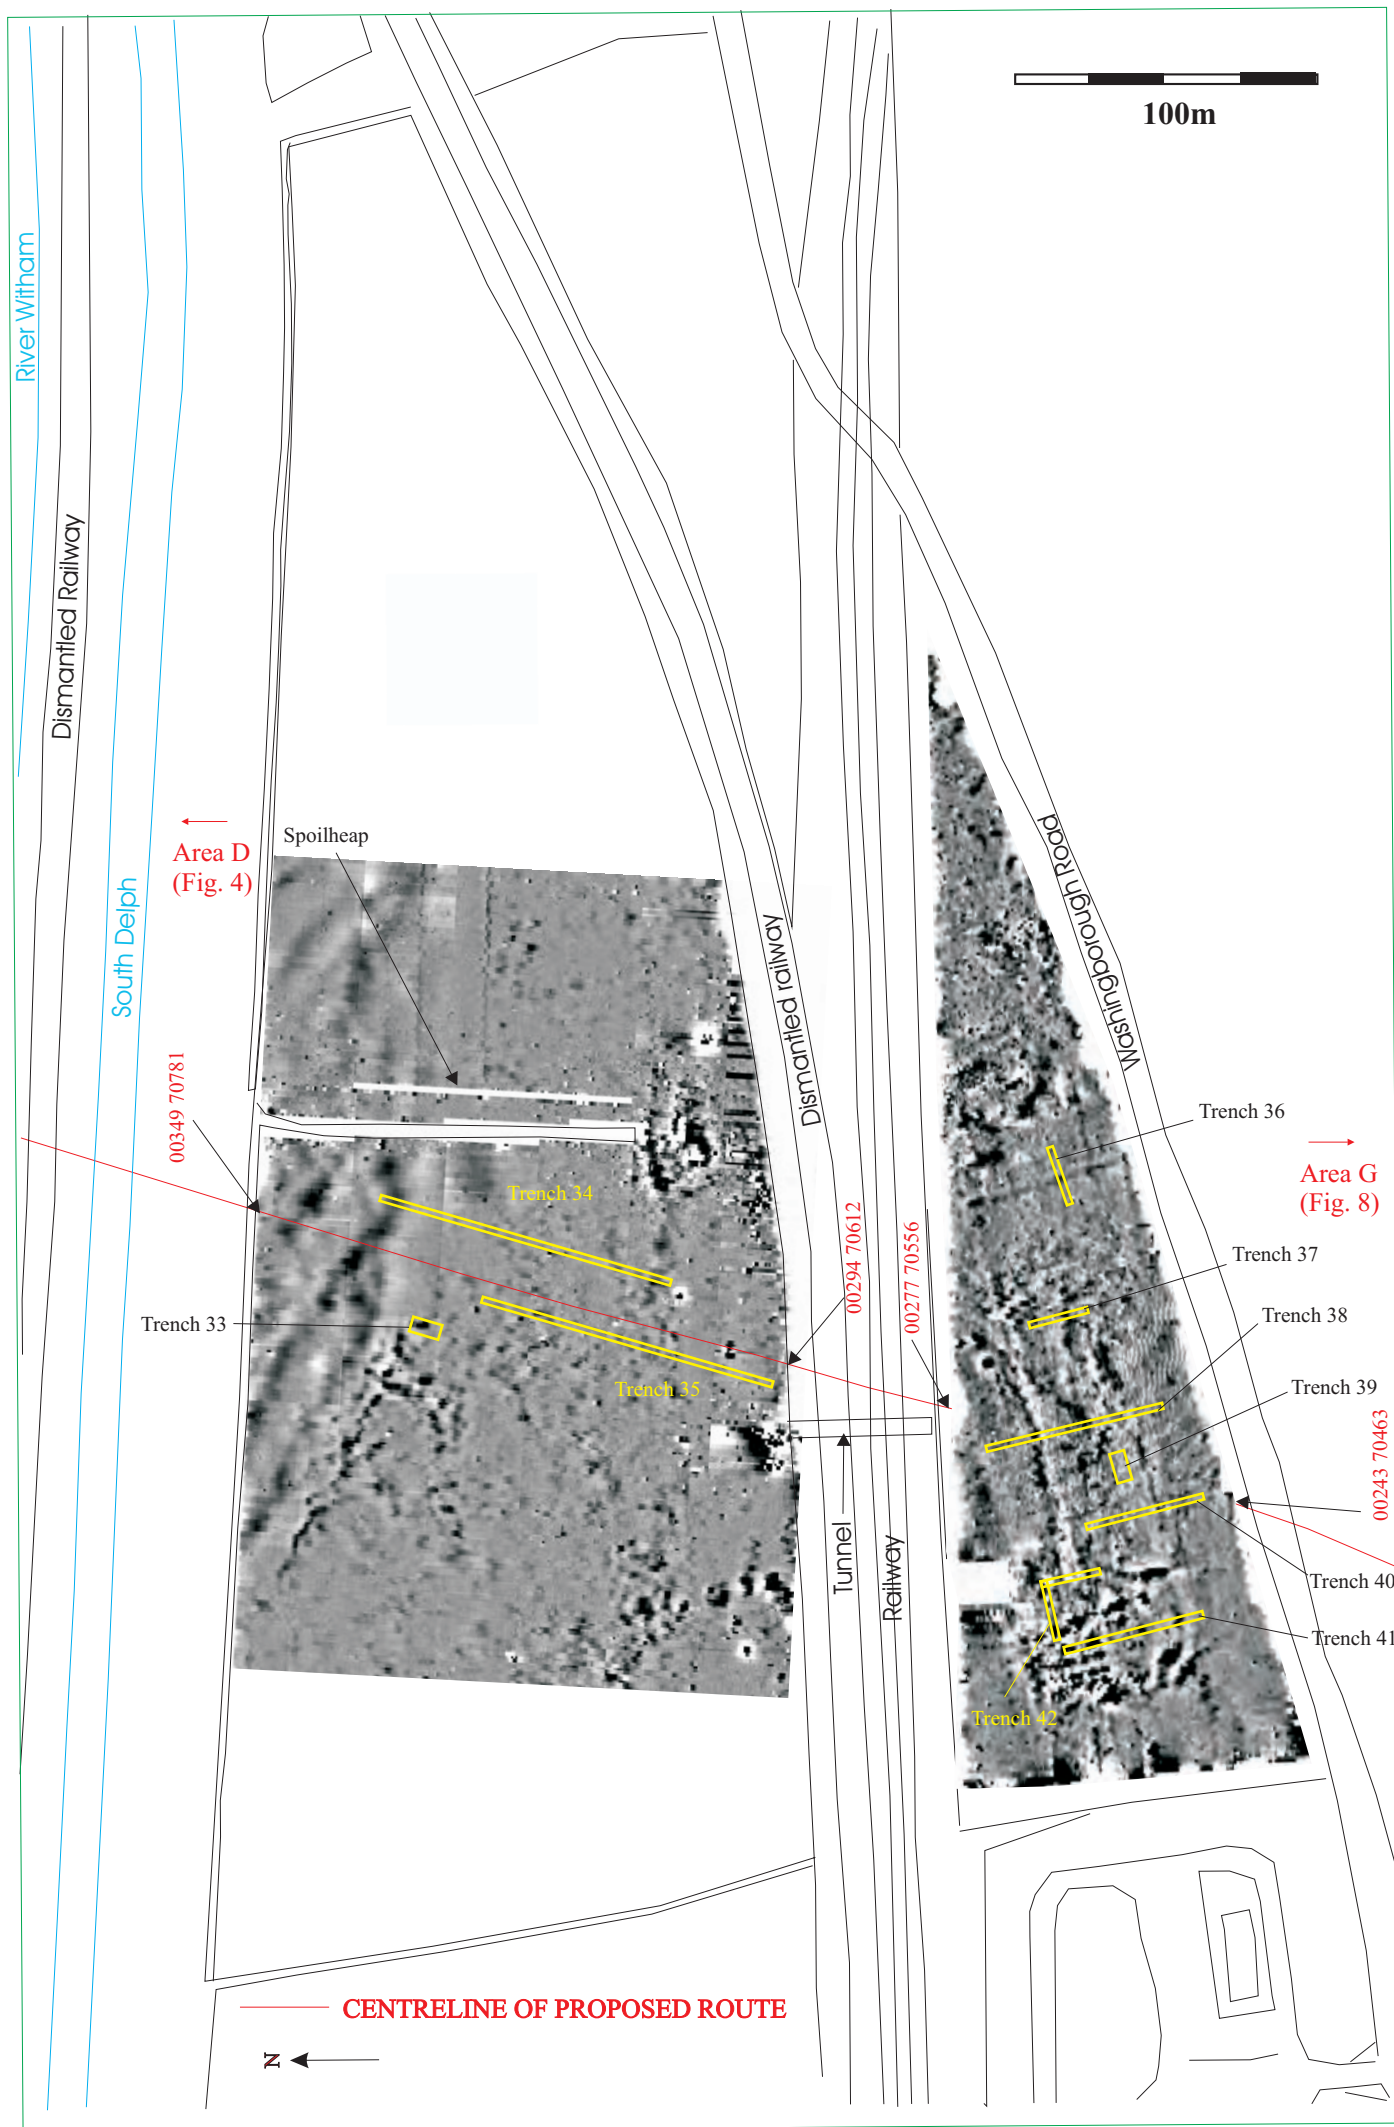 100m
River Witham
Dismantled Railway
South Delph
Area D
(Fig. 4)
Spoilheap
Dismantled railway
Washingborough Road
00349 70781
Trench 34
Trench 33
Trench 35
00294 70612
00277 70556
Trench 36
Area G
(Fig. 8)
Trench 37
Trench 38
Trench 39
00243 70463
Trench 40
Trench 41
Trench 42
Tunnel
Railway
CENTRELINE OF PROPOSED ROUTE
N